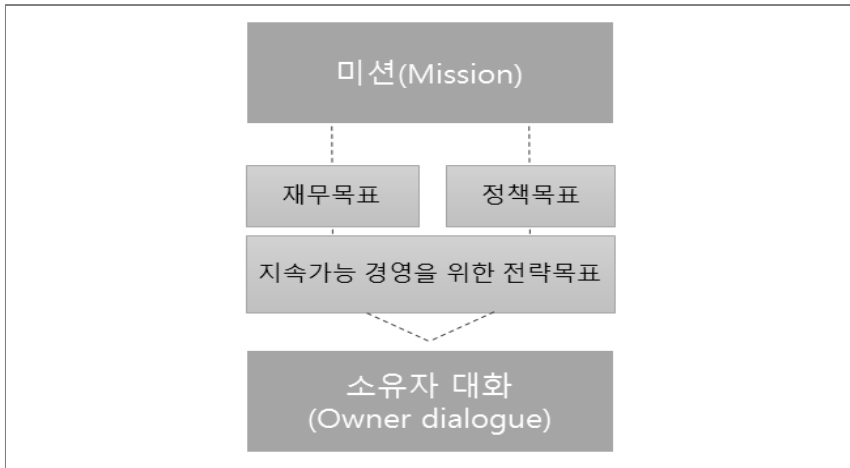 미션(Mission)
재무목표
정책목표
지속가능 경영을 위한 전략목표
소유자 대화
(Owner dialogue)